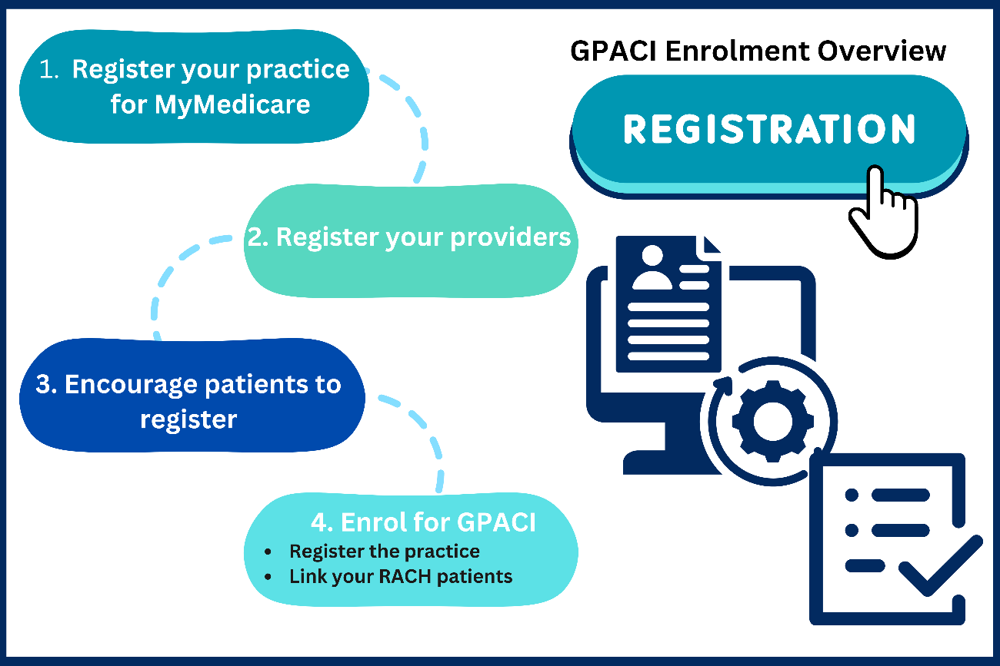 GPACI Enrolment Overview
REGISTRATION
1. Register your practice
for MyMedicare
2. Register your providers
3. Encourage patients to
register
4. Enrol for GPACI
• Register the practice
• Link your RACH patients